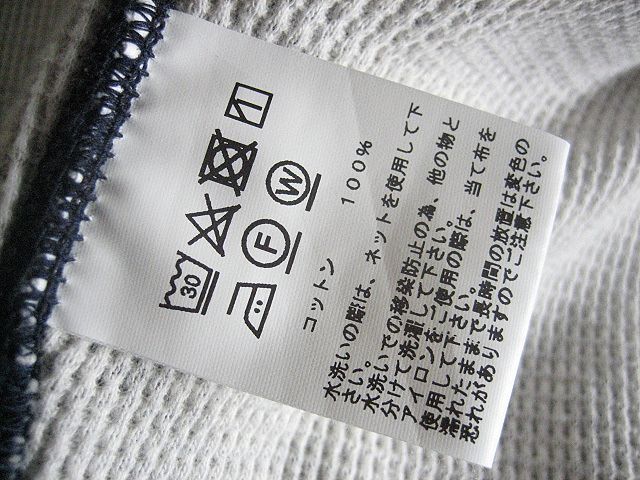 30
F
W
コットン 100%
水洗いの際は、ネットを使用して下
さい。
水洗いでの移染防止の為、他の物と
分けて洗濯して下さい。
アイロンをご使用の際は、当て布を
使用して下さい。
濡れたままで長時間の放置は変色の
恐れがありますのでご注意下さい。